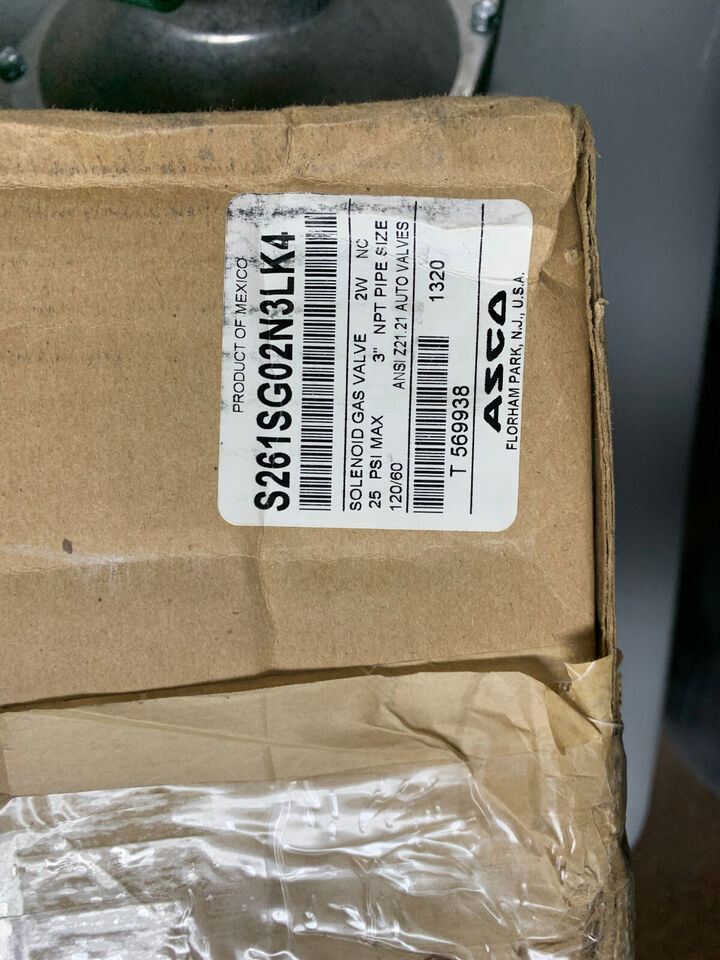 PRODUCT OF MEXICO
S261SG02N3LK4
SOLENOID GAS VALVE 2W NC
25 PSI MAX 3" NPT PIPE SIZE
120/60 ANSI Z21.21 AUTO VALVES
1320
T 569938
ASCO
FLORHAM PARK, N.J., U.S.A.